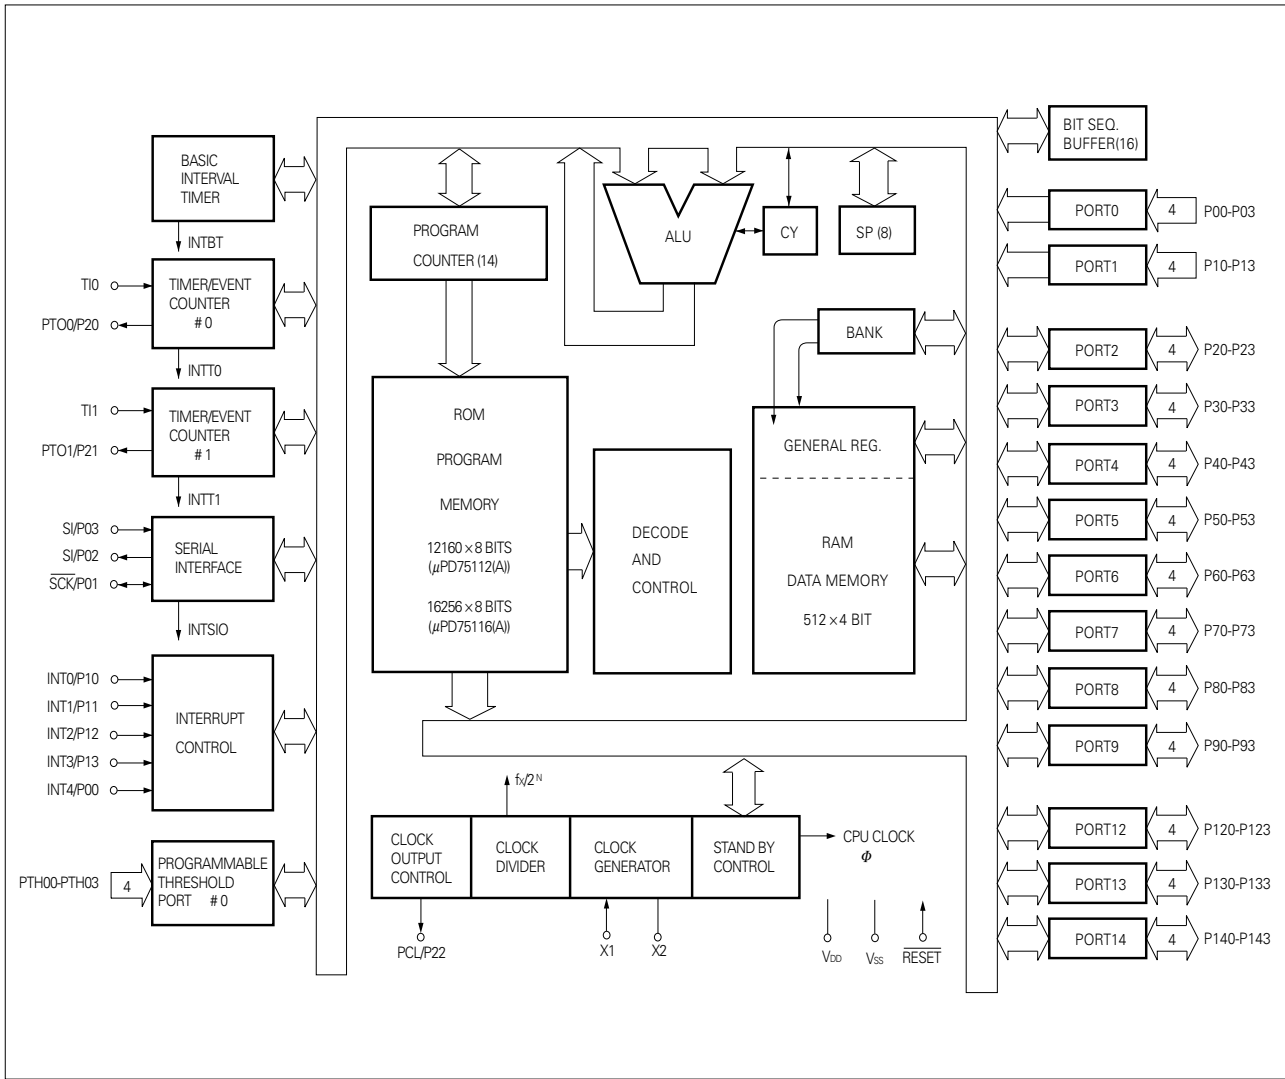 BASIC
INTERVAL
TIMER
INTBT
TI0
PTO0/P20
TIMER/EVENT
COUNTER
#0
INTT0
TI1
PTO1/P21
TIMER/EVENT
COUNTER
#1
INTT1
SI/P03
SI/P02
SCK/P01
SERIAL
INTERFACE
INTSIO
INT0/P10
INT1/P11
INT2/P12
INT3/P13
INT4/P00
INTERRUPT
CONTROL
PTH00-PTH03
4
PROGRAMMABLE
THRESHOLD
PORT #0
PROGRAM
COUNTER (14)
ALU
CY
SP (8)
BANK
ROM
PROGRAM
MEMORY
12160 × 8 BITS
(μPD75112(A))
16256 × 8 BITS
(μPD75116(A))
DECODE
AND
CONTROL
GENERAL REG.
RAM
DATA MEMORY
512 × 4 BIT
fx/2N
CLOCK
OUTPUT
CONTROL
CLOCK
DIVIDER
CLOCK
GENERATOR
STAND BY
CONTROL
CPU CLOCK
Φ
PCL/P22
X1
X2
VDD
VSS
RESET
BIT SEQ.
BUFFER(16)
PORT0
4
P00-P03
PORT1
4
P10-P13
PORT2
4
P20-P23
PORT3
4
P30-P33
PORT4
4
P40-P43
PORT5
4
P50-P53
PORT6
4
P60-P63
PORT7
4
P70-P73
PORT8
4
P80-P83
PORT9
4
P90-P93
PORT12
4
P120-P123
PORT13
4
P130-P133
PORT14
4
P140-P143